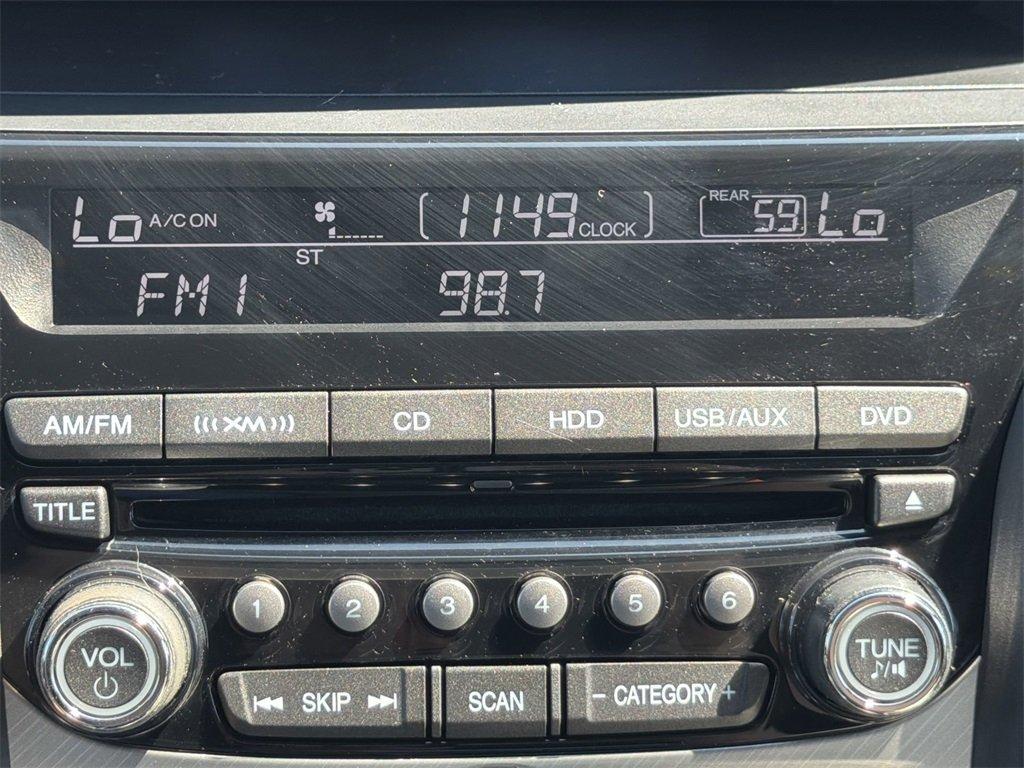 Lo A/C ON 1149 CLOCK REAR 59. Lo
ST
FM1 98.7
AM/FM XM CD HDD USB/AUX DVD
TITLE
1 2 3 4 5 6
VOL TUNE
SKIP SCAN - CATEGORY +